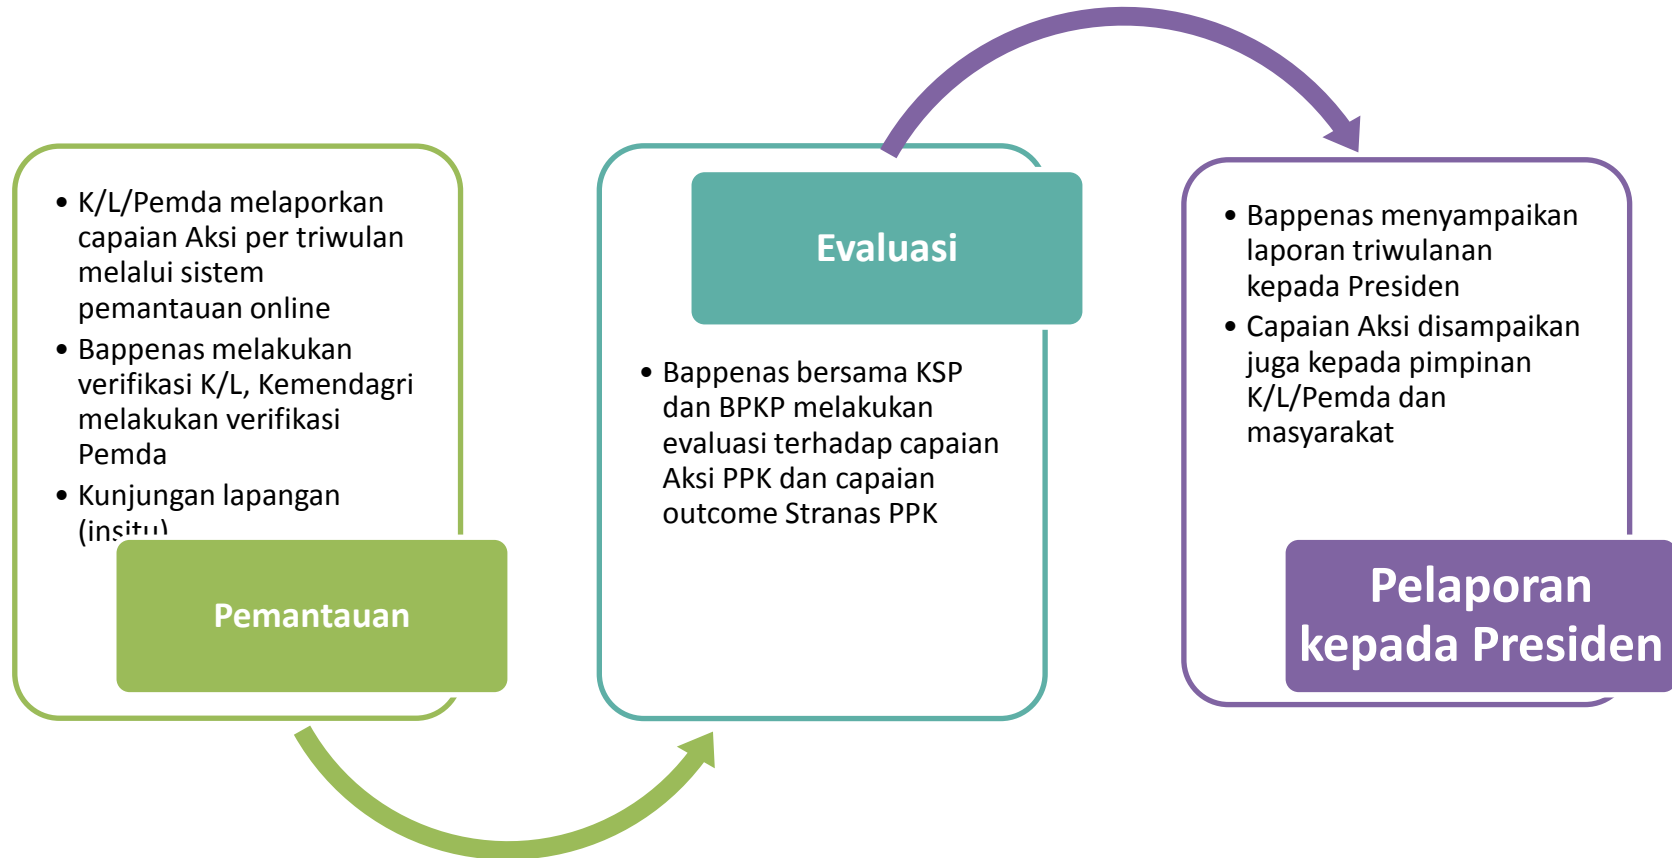 • K/L/Pemda melaporkan
capaian Aksi per triwulan
melalui sistem
pemantauan online
• Bappenas melakukan
verifikasi K/L, Kemendagri
melakukan verifikasi
Pemda
• Kunjungan lapangan
(insitu)
Pemantauan
Evaluasi
• Bappenas bersama KSP
dan BPKP melakukan
evaluasi terhadap capaian
Aksi PPK dan capaian
outcome Stranas PPK
• Bappenas menyampaikan
laporan triwulanan
kepada Presiden
• Capaian Aksi disampaikan
juga kepada pimpinan
K/L/Pemda dan
masyarakat
Pelaporan
kepada Presiden